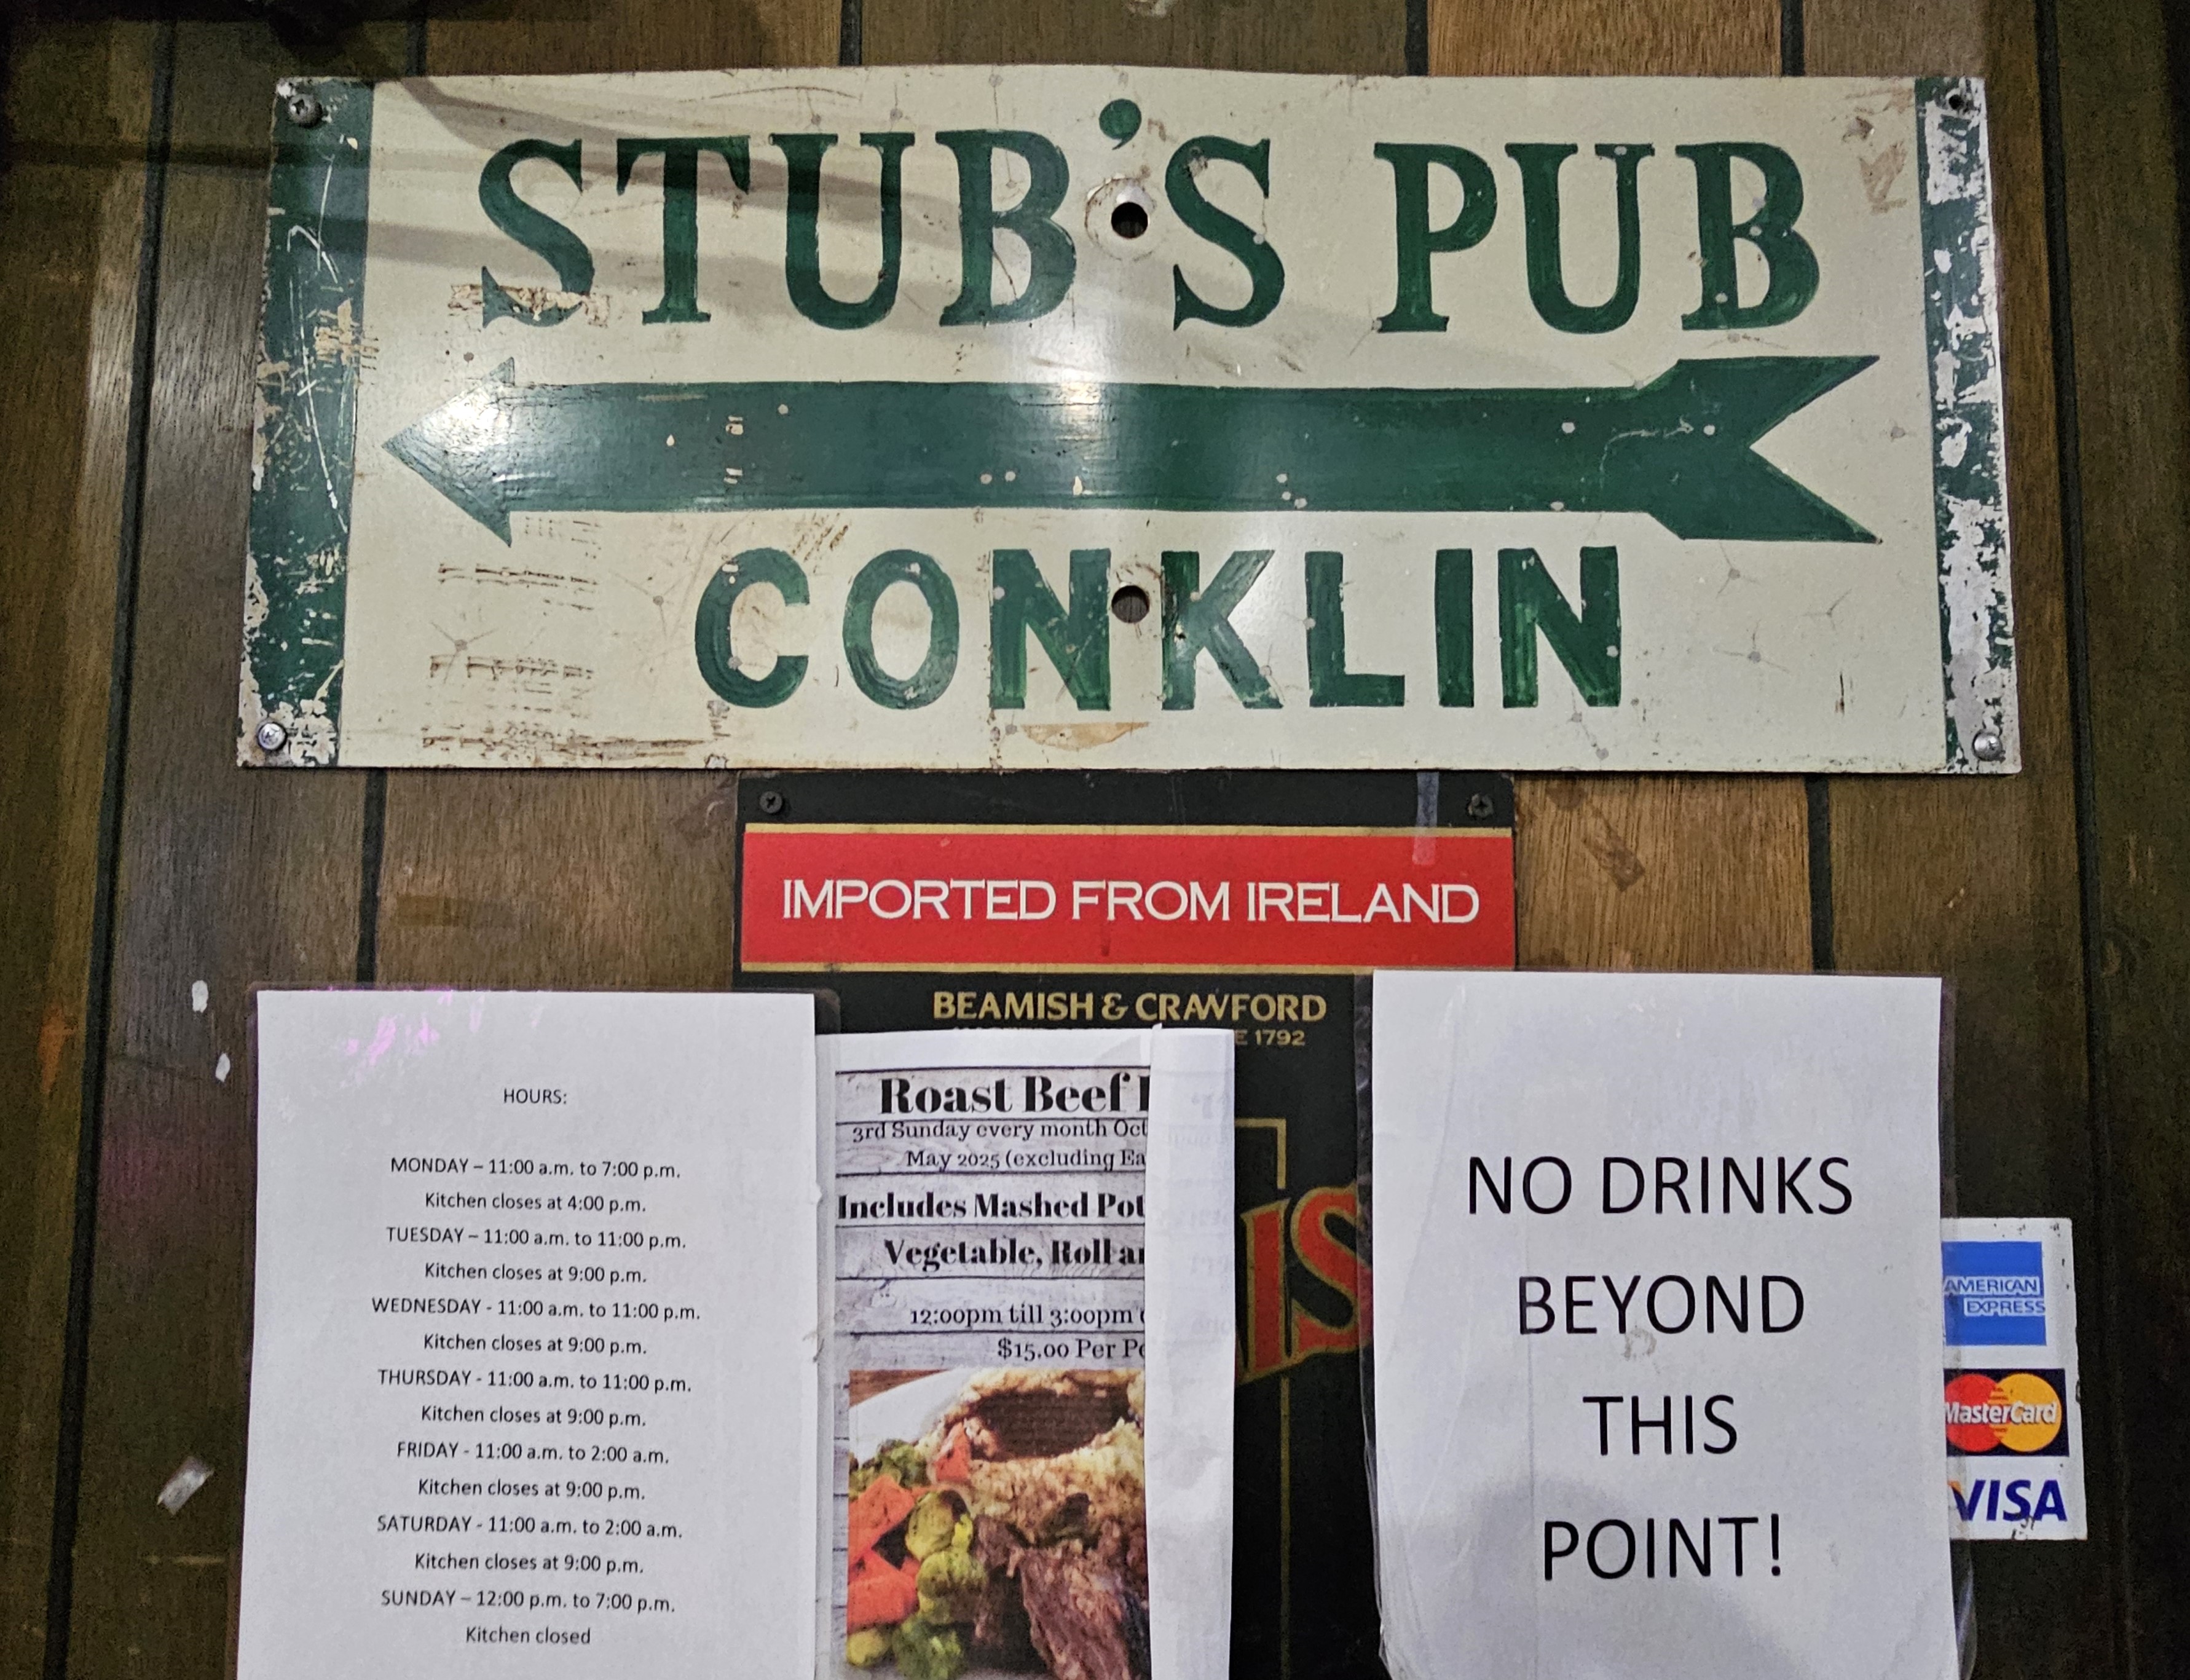 STUB'S PUB
CONKLIN
IMPORTED FROM IRELAND
BEAMISH & CRAWFORD
1792
HOURS:
MONDAY – 11:00 a.m. to 7:00 p.m.
Kitchen closes at 4:00 p.m.
TUESDAY – 11:00 a.m. to 11:00 p.m.
Kitchen closes at 9:00 p.m.
WEDNESDAY - 11:00 a.m. to 11:00 p.m.
Kitchen closes at 9:00 p.m.
THURSDAY - 11:00 a.m. to 11:00 p.m.
Kitchen closes at 9:00 p.m.
FRIDAY - 11:00 a.m. to 2:00 a.m.
Kitchen closes at 9:00 p.m.
SATURDAY - 11:00 a.m. to 2:00 a.m.
Kitchen closes at 9:00 p.m.
SUNDAY – 12:00 p.m. to 7:00 p.m.
Kitchen closed
Roast Beef
3rd Sunday every month Oct
May 2025 (excluding
Includes Mashed
Vegetable, Roll
12:00pm till 3:00pm
$15.00 Per
NO DRINKS
BEYOND
THIS
POINT!
AMERICAN
EXPRESS
MasterCard
VISA